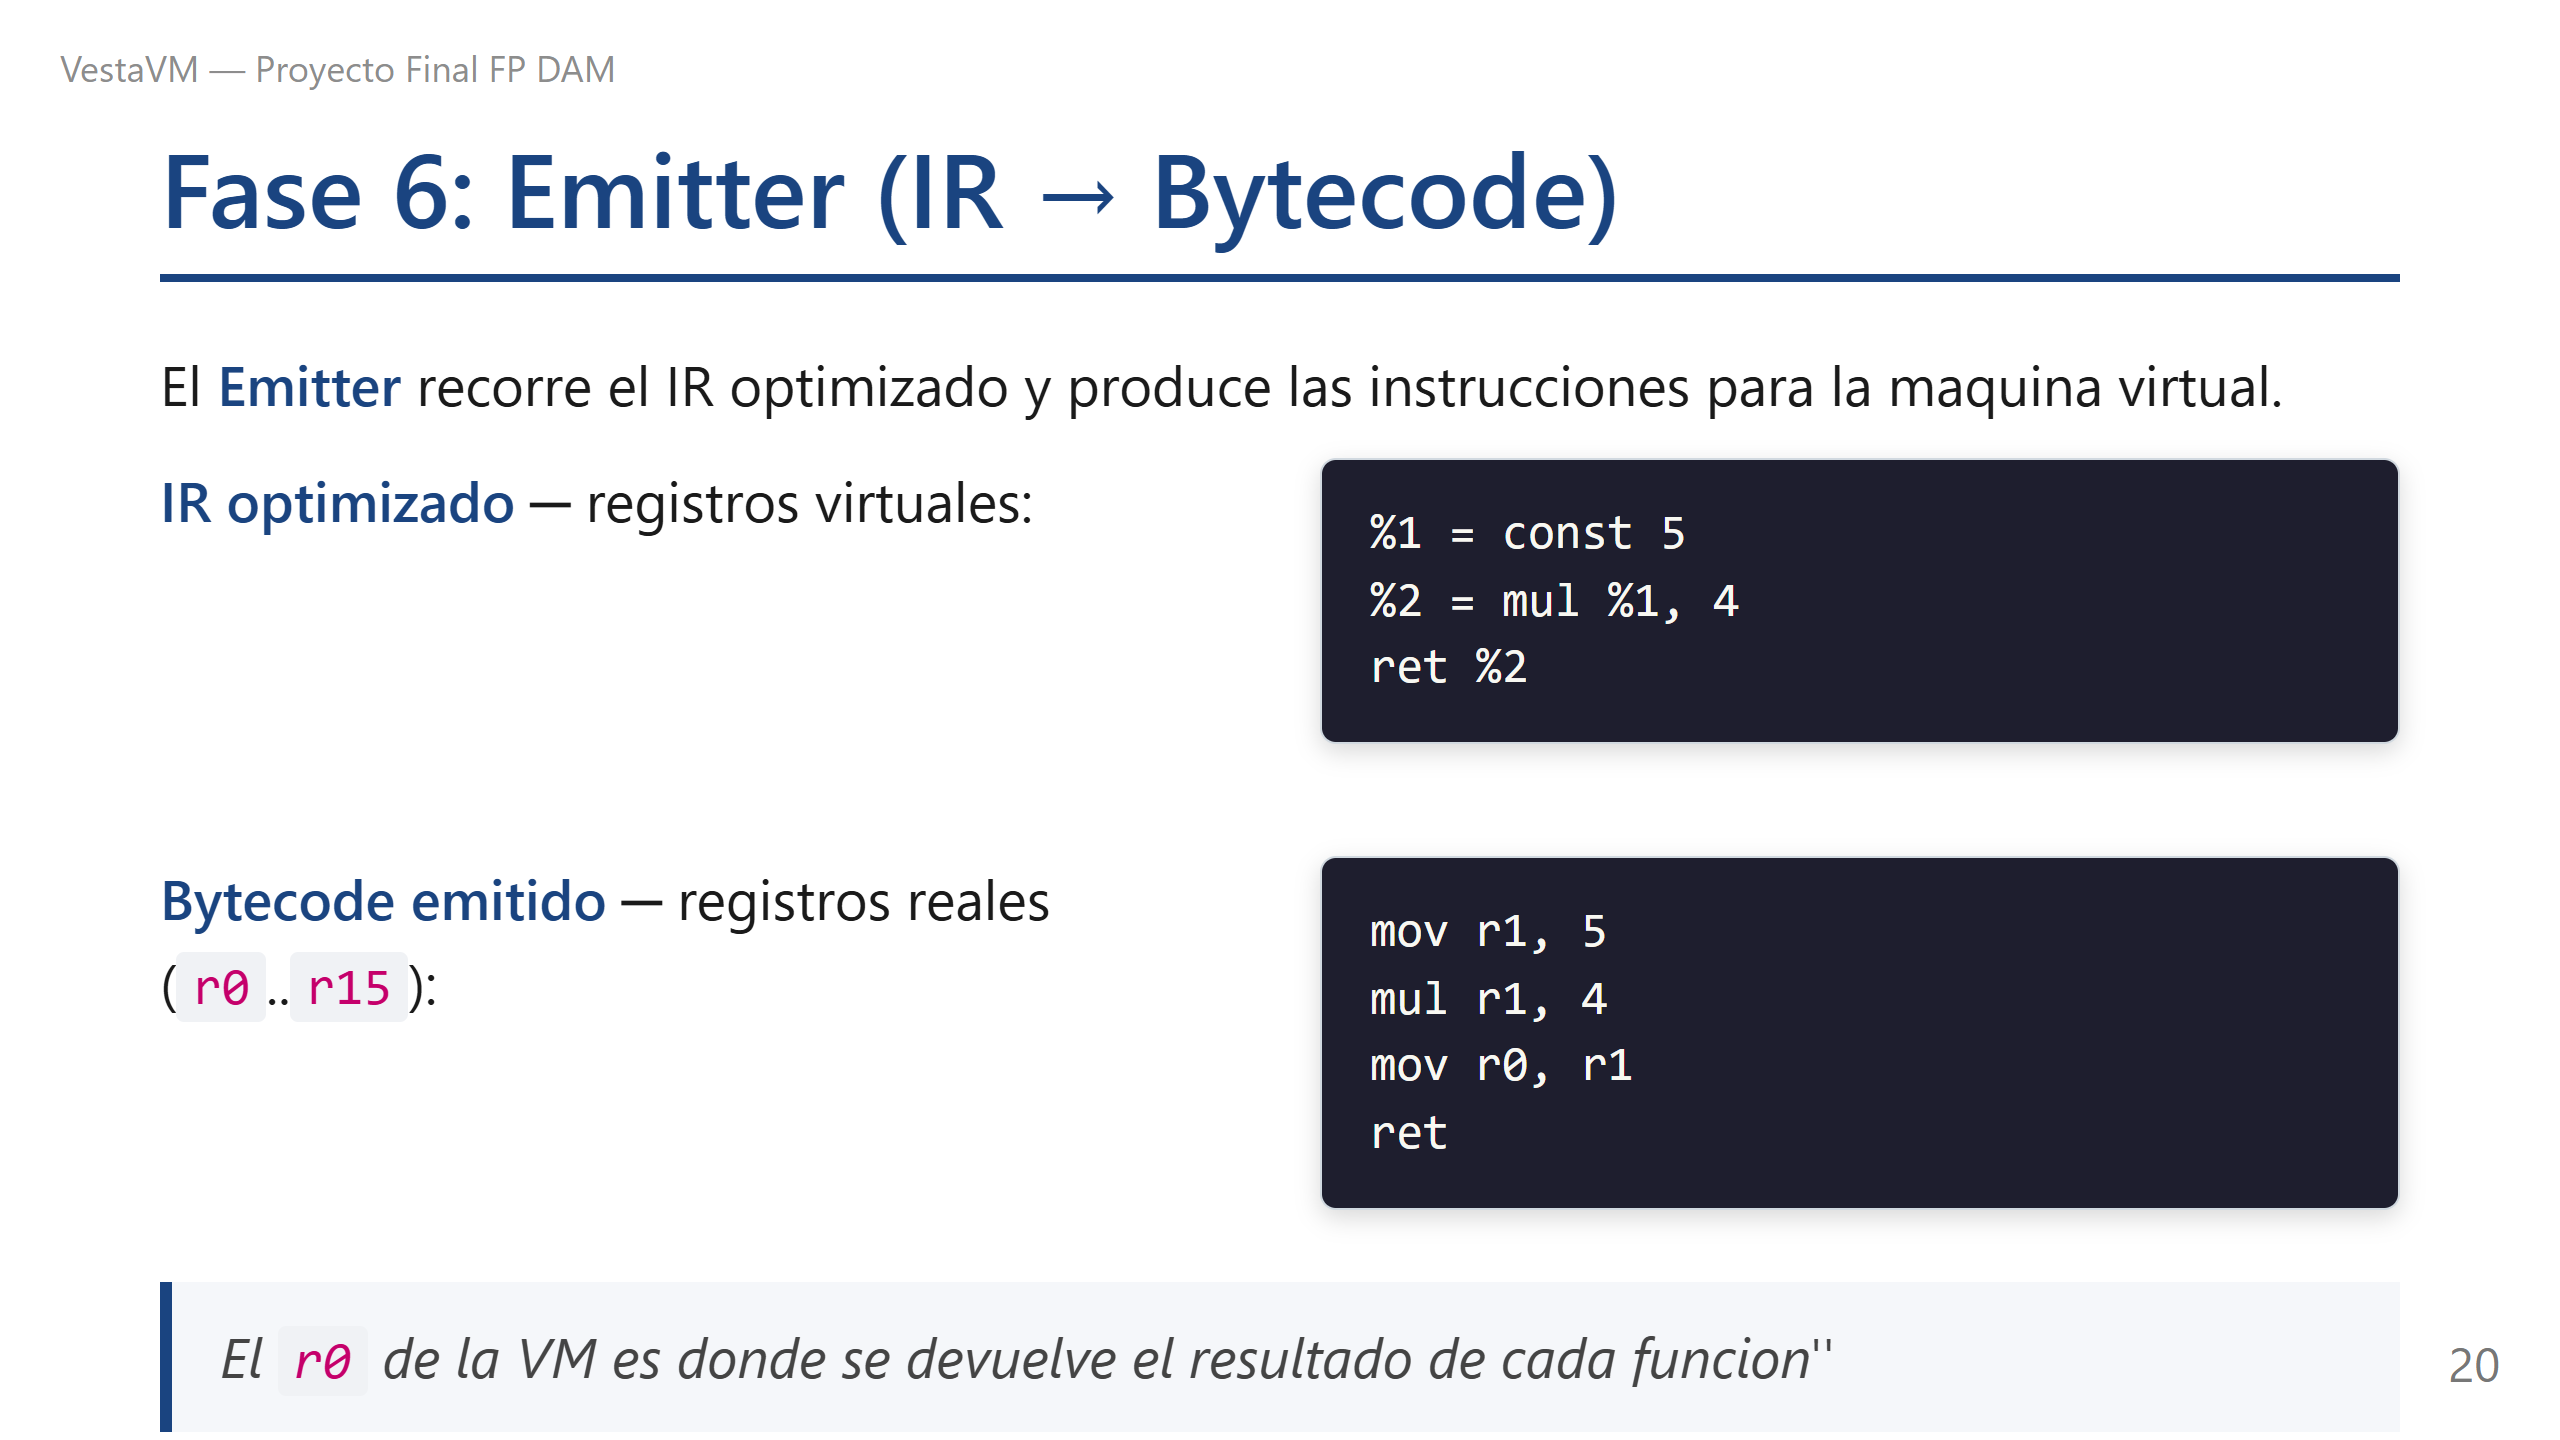 VestaVM — Proyecto Final FP DAM
Fase 6: Emitter (IR → Bytecode)
El Emitter recorre el IR optimizado y produce las instrucciones para la maquina virtual.
IR optimizado — registros virtuales:
%1 = const 5
%2 = mul %1, 4
ret %2
Bytecode emitido — registros reales
(r0..r15):
mov r1, 5
mul r1, 4
mov r0, r1
ret
El r0 de la VM es donde se devuelve el resultado de cada funcion"
20